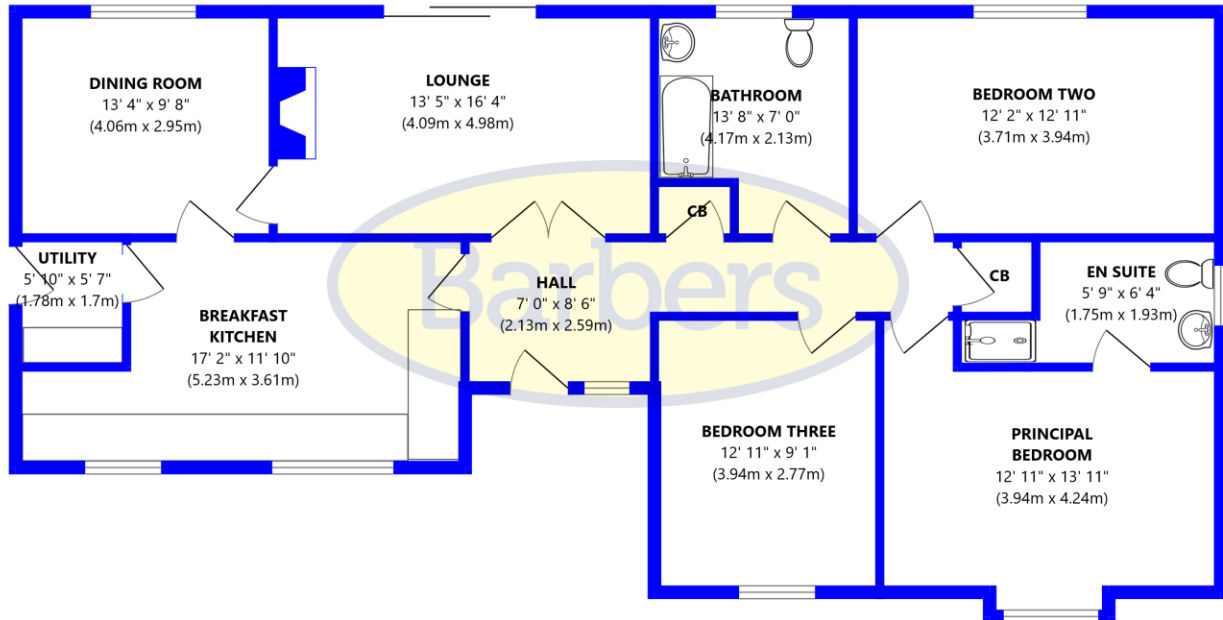 DINING ROOM
13' 4" x 9' 8"
(4.06m x 2.95m)
LOUNGE
13' 5" x 16' 4"
(4.09m x 4.98m)
BATHROOM
13' 8" x 7' 0"
(4.17m x 2.13m)
BEDROOM TWO
12' 2" x 12' 11"
(3.71m x 3.94m)
CB
UTILITY
5' 10" x 5' 7"
(1.78m x 1.7m)
BREAKFAST
KITCHEN
17' 2" x 11' 10"
(5.23m x 3.61m)
Barbers
HALL
7' 0" x 8' 6"
(2.13m x 2.59m)
CB
EN SUITE
5' 9" x 6' 4"
(1.75m x 1.93m)
BEDROOM THREE
12' 11" x 9' 1"
(3.94m x 2.77m)
PRINCIPAL
BEDROOM
12' 11" x 13' 11"
(3.94m x 4.24m)